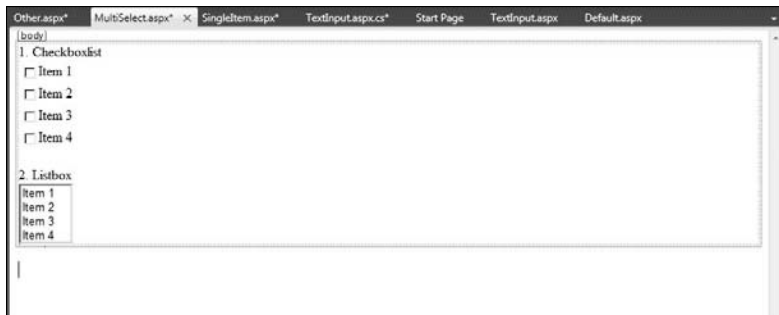 Other.aspx* MultiSelect.aspx* × SingleItem.aspx* TextInput.aspx.cs* Start Page TextInput.aspx Default.aspx
[body]
1. Checkboxlist
Item 1
Item 2
Item 3
Item 4
2. Listbox
Item 1
Item 2
Item 3
Item 4